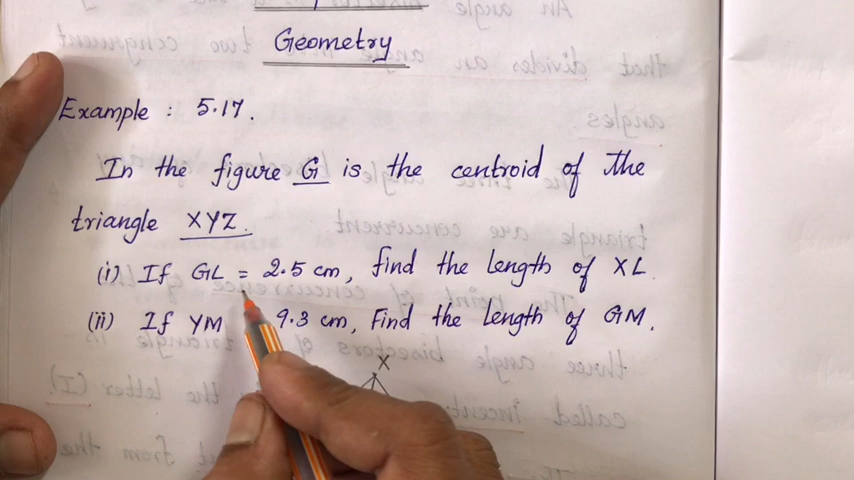 Geometry
Example : 5.17.
In the figure G is the centroid of the
triangle XYZ.
(i) If GL = 2.5 cm, find the length of XL.
(ii) If YM 9.3 cm, Find the length of GM.
X